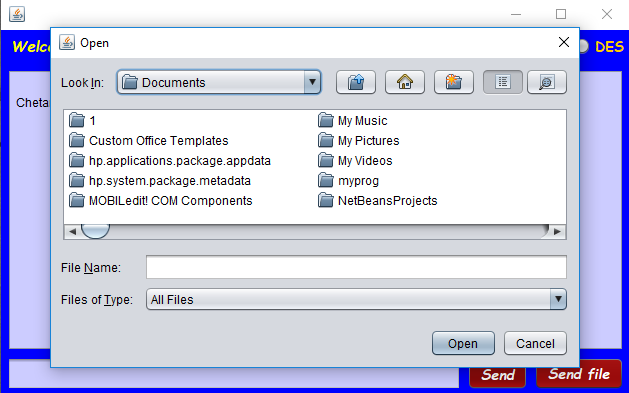 Open
Welco
DES
Look In: Documents
Cheta
1
Custom Office Templates
hp.applications.package.appdata
hp.system.package.metadata
MOBILedit! COM Components
My Music
My Pictures
My Videos
myprog
NetBeansProjects
File Name:
Files of Type: All Files
Open Cancel
Send Send file